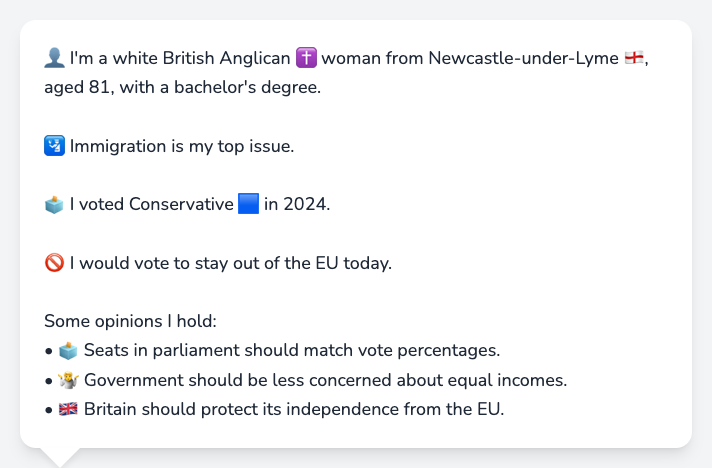 👤 I'm a white British Anglican ✝️ woman from Newcastle-under-Lyme 🏴󠁧󠁢󠁥󠁮󠁧󠁿,
aged 81, with a bachelor's degree.
🛂 Immigration is my top issue.
🗳️ I voted Conservative 🟦 in 2024.
🚫 I would vote to stay out of the EU today.
Some opinions I hold:
• 🗳️ Seats in parliament should match vote percentages.
• 🤷 Government should be less concerned about equal incomes.
• 🇬🇧 Britain should protect its independence from the EU.